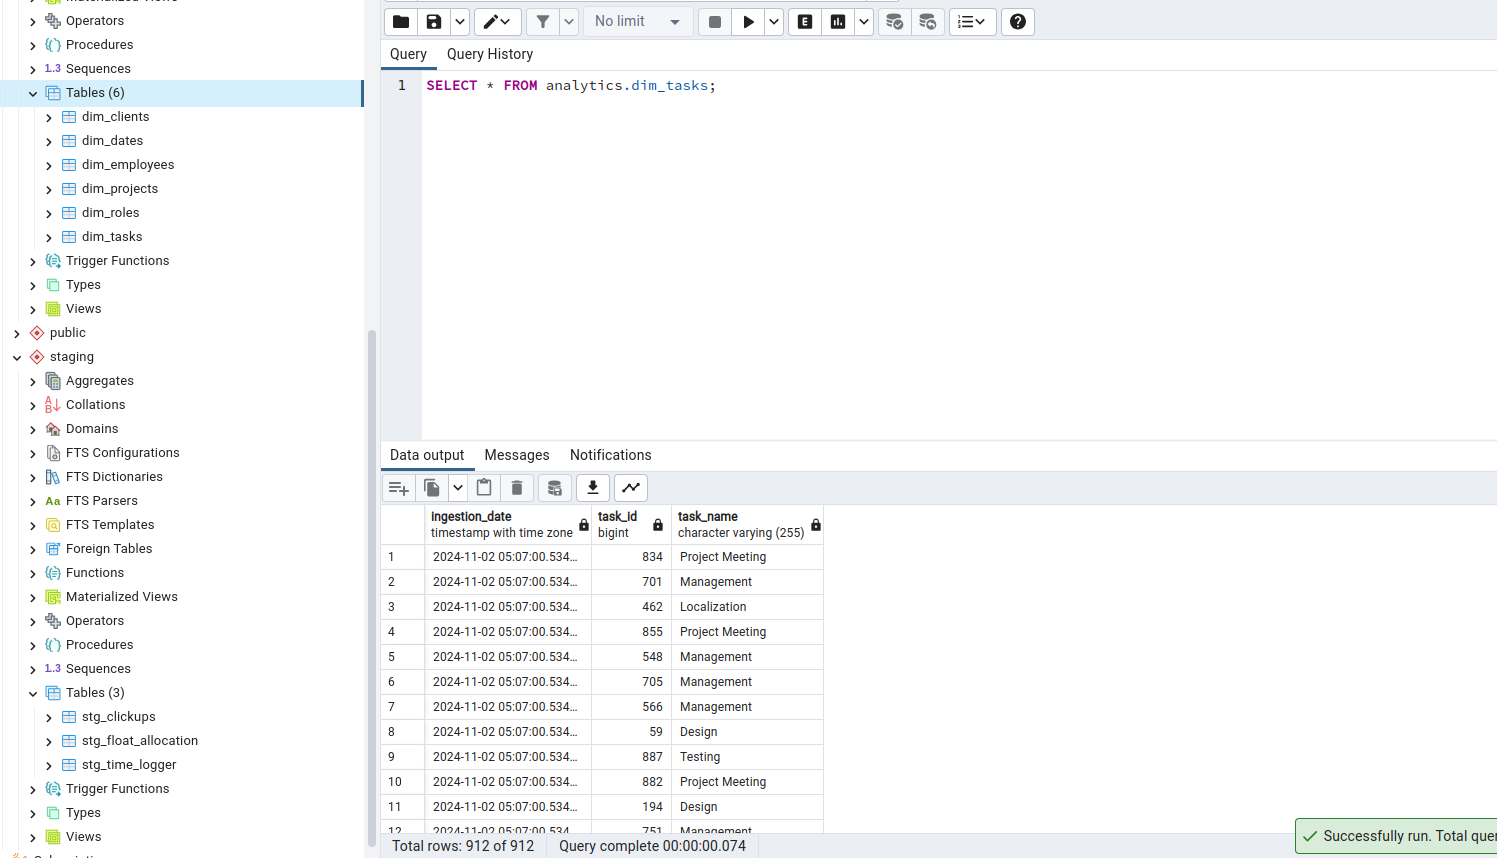 Materialized Views
Operators
Procedures
1..3 Sequences
Tables (6)
dim_clients
dim_dates
dim_employees
dim_projects
dim_roles
dim_tasks
Trigger Functions
Types
Views
public
staging
Aggregates
Collations
Domains
FTS Configurations
FTS Dictionaries
Aa FTS Parsers
FTS Templates
Foreign Tables
Functions
Materialized Views
Operators
Procedures
1..3 Sequences
Tables (3)
stg_clickups
stg_float_allocation
stg_time_logger
Trigger Functions
Types
Views
No limit
E
Query Query History
1 SELECT * FROM analytics.dim_tasks;
Data output Messages Notifications
ingestion_date task_id task_name
timestamp with time zone bigint character varying (255)
1 2024-11-02 05:07:00.534… 834 Project Meeting
2 2024-11-02 05:07:00.534… 701 Management
3 2024-11-02 05:07:00.534… 462 Localization
4 2024-11-02 05:07:00.534… 855 Project Meeting
5 2024-11-02 05:07:00.534… 548 Management
6 2024-11-02 05:07:00.534… 705 Management
7 2024-11-02 05:07:00.534… 566 Management
8 2024-11-02 05:07:00.534… 59 Design
9 2024-11-02 05:07:00.534… 887 Testing
10 2024-11-02 05:07:00.534… 882 Project Meeting
11 2024-11-02 05:07:00.534… 194 Design
12 2024-11-02 05:07:00.534 751 Management
Total rows: 912 of 912 Query complete 00:00:00.074
Successfully run. Total quer